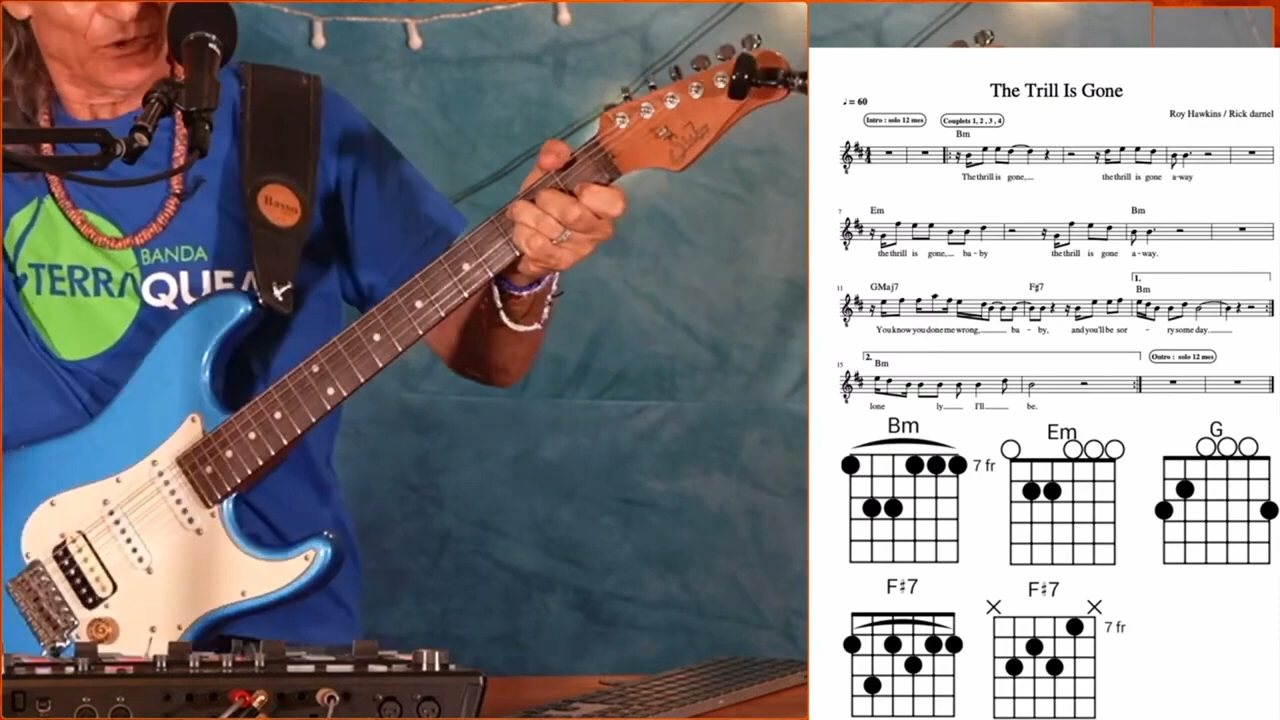 Basso
BANDA
TERRAQUEA
The Trill Is Gone
♩ = 60
Roy Hawkins / Rick darnel
Intro : solo 12 mes
Couplets 1, 2 , 3 , 4
Bm
The thrill is gone,
the thrill is gone a-way
7
Em
Bm
the thrill is gone, ba - by
the thrill is gone a-way.
11
GMaj7
F♯7
1.
Bm
You know you done me wrong, ba - by, and you'll be sor - ry some day.
15
2.
Bm
Outro : solo 12 mes
lone ly I'll be.
Bm
Em
G
7 fr
F♯7
F♯7
7 fr